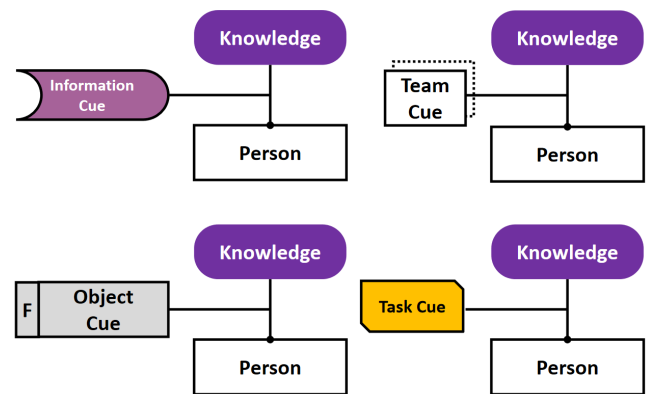 Knowledge
Information
Cue
Person
Knowledge
Team
Cue
Person
Knowledge
F
Object
Cue
Person
Knowledge
Task Cue
Person